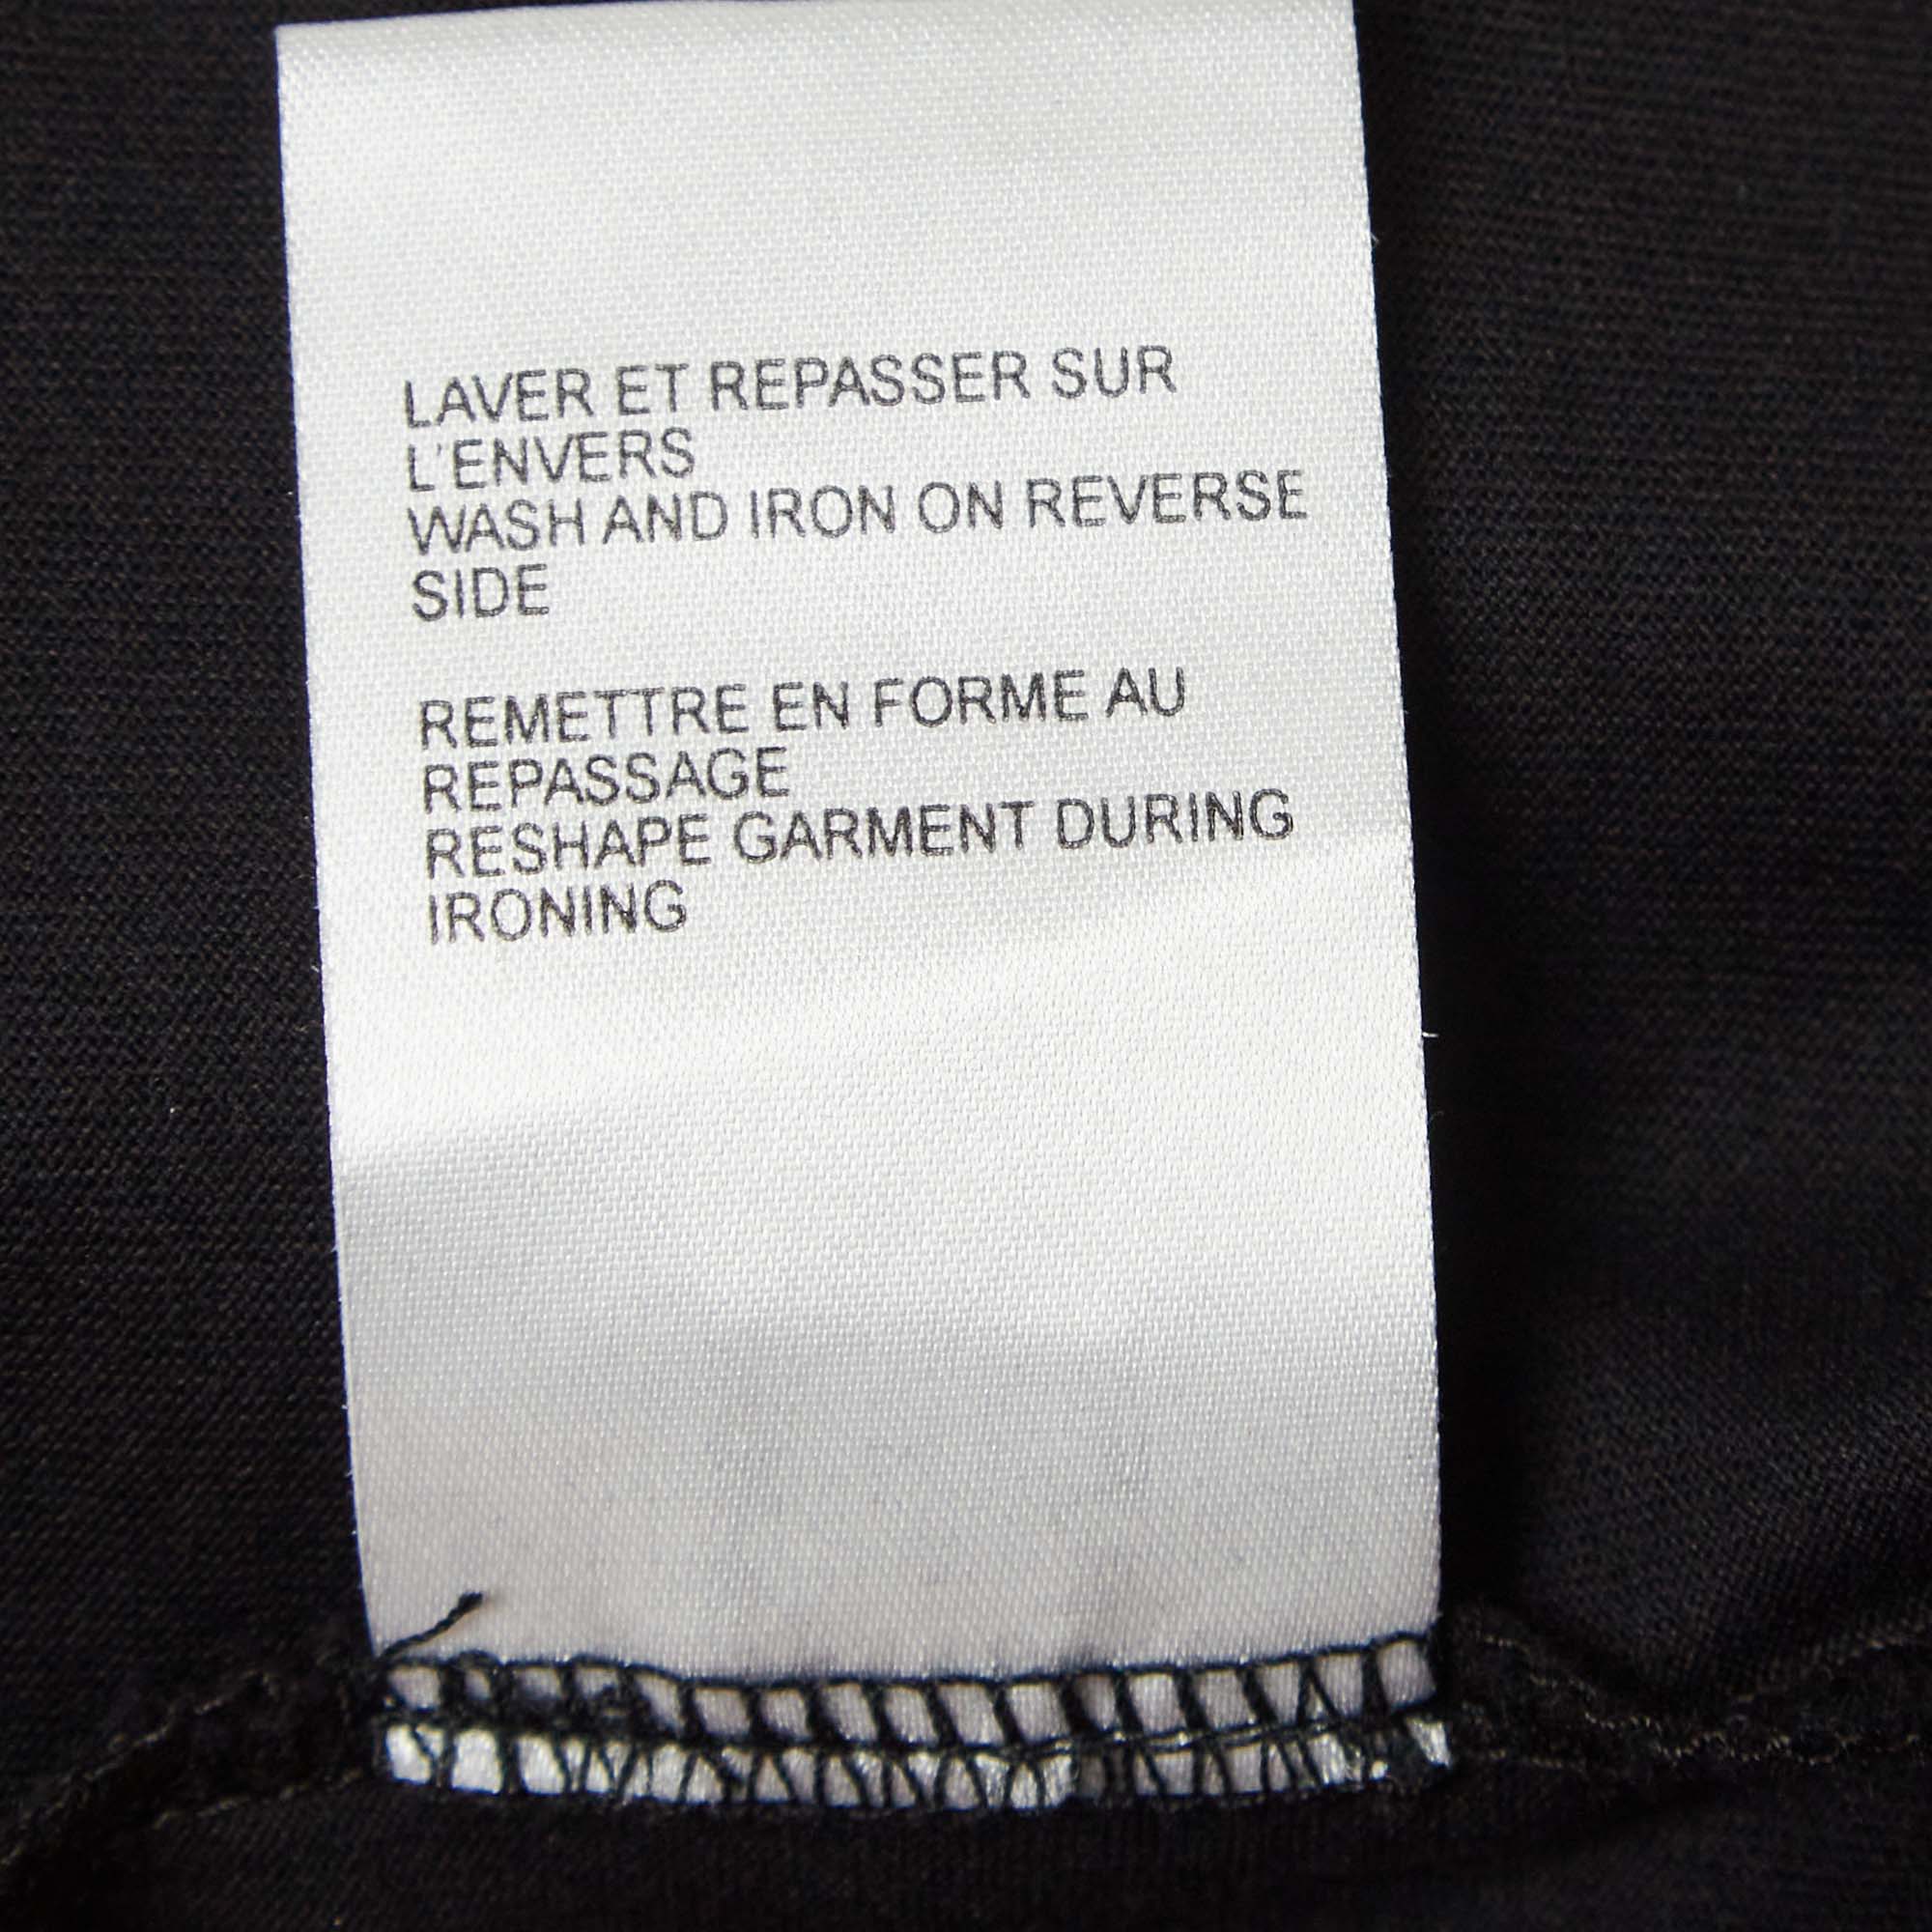 LAVER ET REPASSER SUR
L'ENVERS
WASH AND IRON ON REVERSE
SIDE
REMETTRE EN FORME AU
REPASSAGE
RESHAPE GARMENT DURING
IRONING